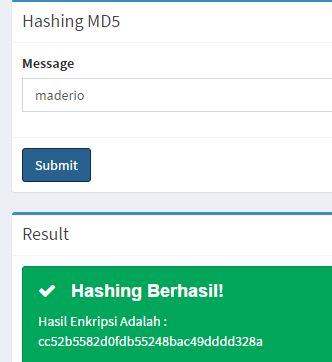 Hashing MD5
Message
maderio
Submit
Result
Hashing Berhasil!
Hasil Enkripsi Adalah :
cc52b5582d0fdb55248bac49dddd328a